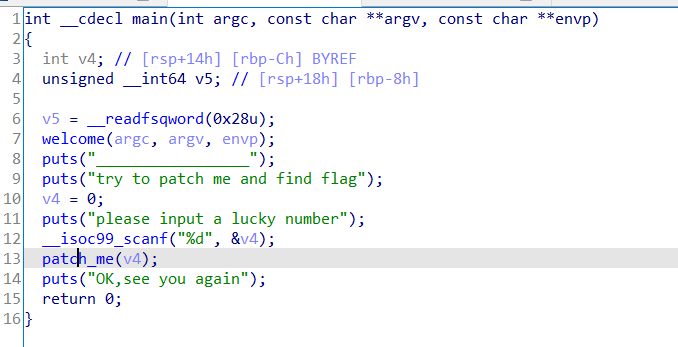 1 int __cdecl main(int argc, const char **argv, const char **envp)
2 {
3 int v4; // [rsp+14h] [rbp-Ch] BYREF
4 unsigned __int64 v5; // [rsp+18h] [rbp-8h]
5
6 v5 = __readfsqword(0x28u);
7 welcome(argc, argv, envp);
8 puts("_________________");
9 puts("try to patch me and find flag");
10 v4 = 0;
11 puts("please input a lucky number");
12 __isoc99_scanf("%d", &v4);
13 patch_me(v4);
14 puts("OK,see you again");
15 return 0;
16 }